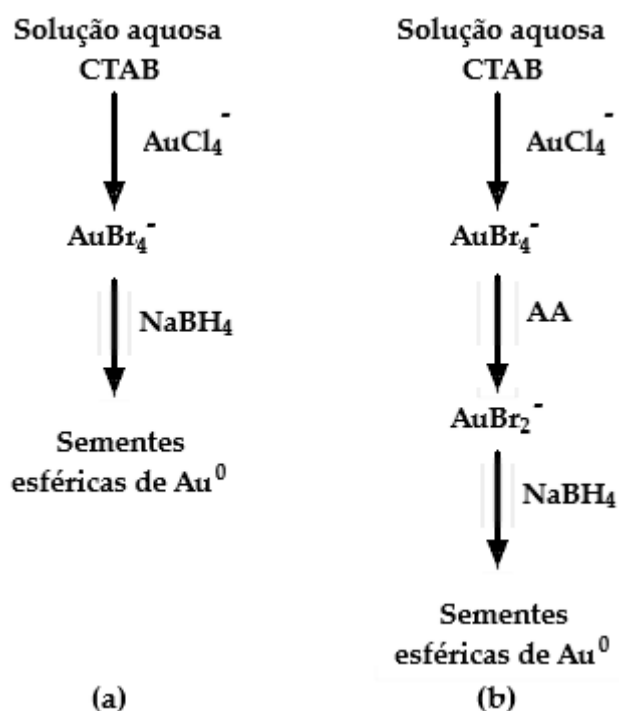 Solução aquosa
CTAB
AuCl₄⁻
AuBr₄⁻
NaBH₄
Sementes
esféricas de Au⁰
(a)
Solução aquosa
CTAB
AuCl₄⁻
AuBr₄⁻
AA
AuBr₂⁻
NaBH₄
Sementes
esféricas de Au⁰
(b)